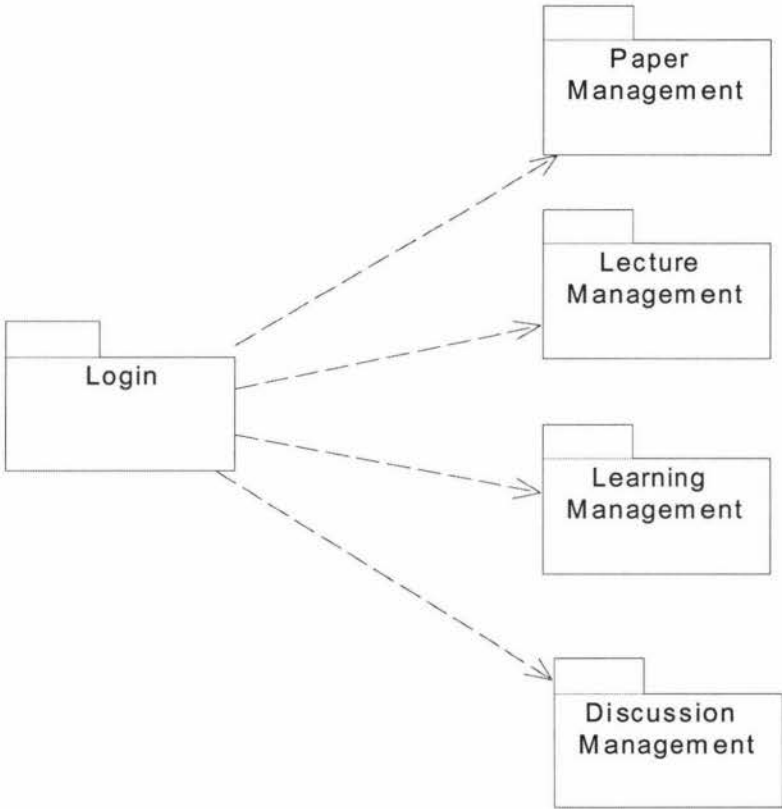 Paper
Management
Lecture
Management
Login
Learning
Management
Discussion
Management